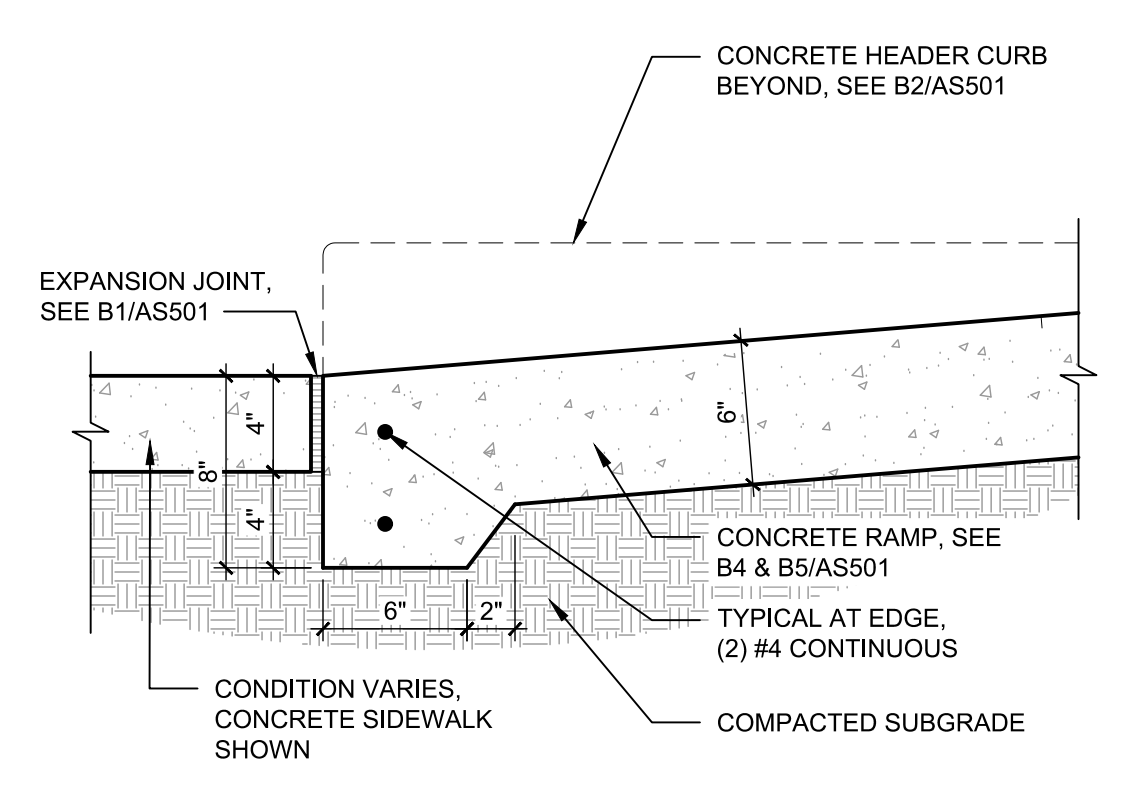 CONCRETE HEADER CURB
BEYOND, SEE B2/AS501
EXPANSION JOINT,
SEE B1/AS501
4"
8"
4"
6"
6"
2"
CONCRETE RAMP, SEE
B4 & B5/AS501
TYPICAL AT EDGE,
(2) #4 CONTINUOUS
CONDITION VARIES,
CONCRETE SIDEWALK
SHOWN
COMPACTED SUBGRADE